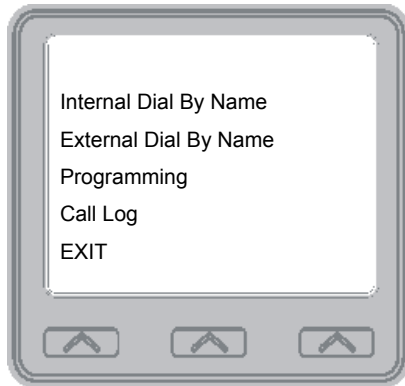 Internal Dial By Name
External Dial By Name
Programming
Call Log
EXIT